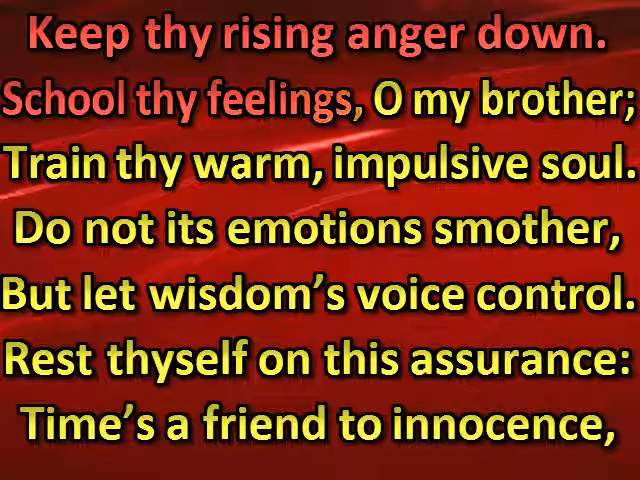 Keep thy rising anger down.
School thy feelings, O my brother;
Train thy warm, impulsive soul.
Do not its emotions smother,
But let wisdom’s voice control.
Rest thyself on this assurance:
Time’s a friend to innocence,